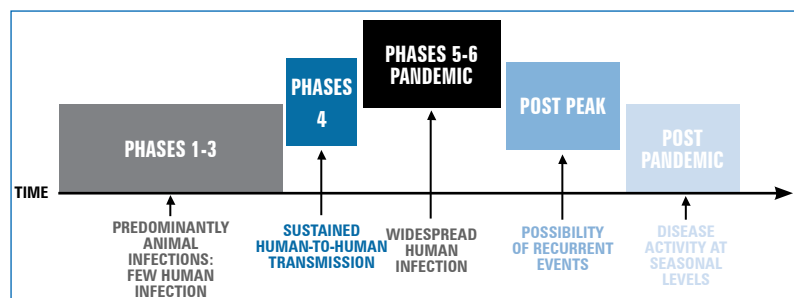 PHASES 5-6
PANDEMIC
PHASES
4
POST PEAK
PHASES 1-3
POST
PANDEMIC
TIME
PREDOMINANTLY
ANIMAL
INFECTIONS:
FEW HUMAN
INFECTION
SUSTAINED
HUMAN-TO-HUMAN
TRANSMISSION
WIDESPREAD
HUMAN
INFECTION
POSSIBILITY
OF RECURRENT
EVENTS
DISEASE
ACTIVITY AT
SEASONAL
LEVELS